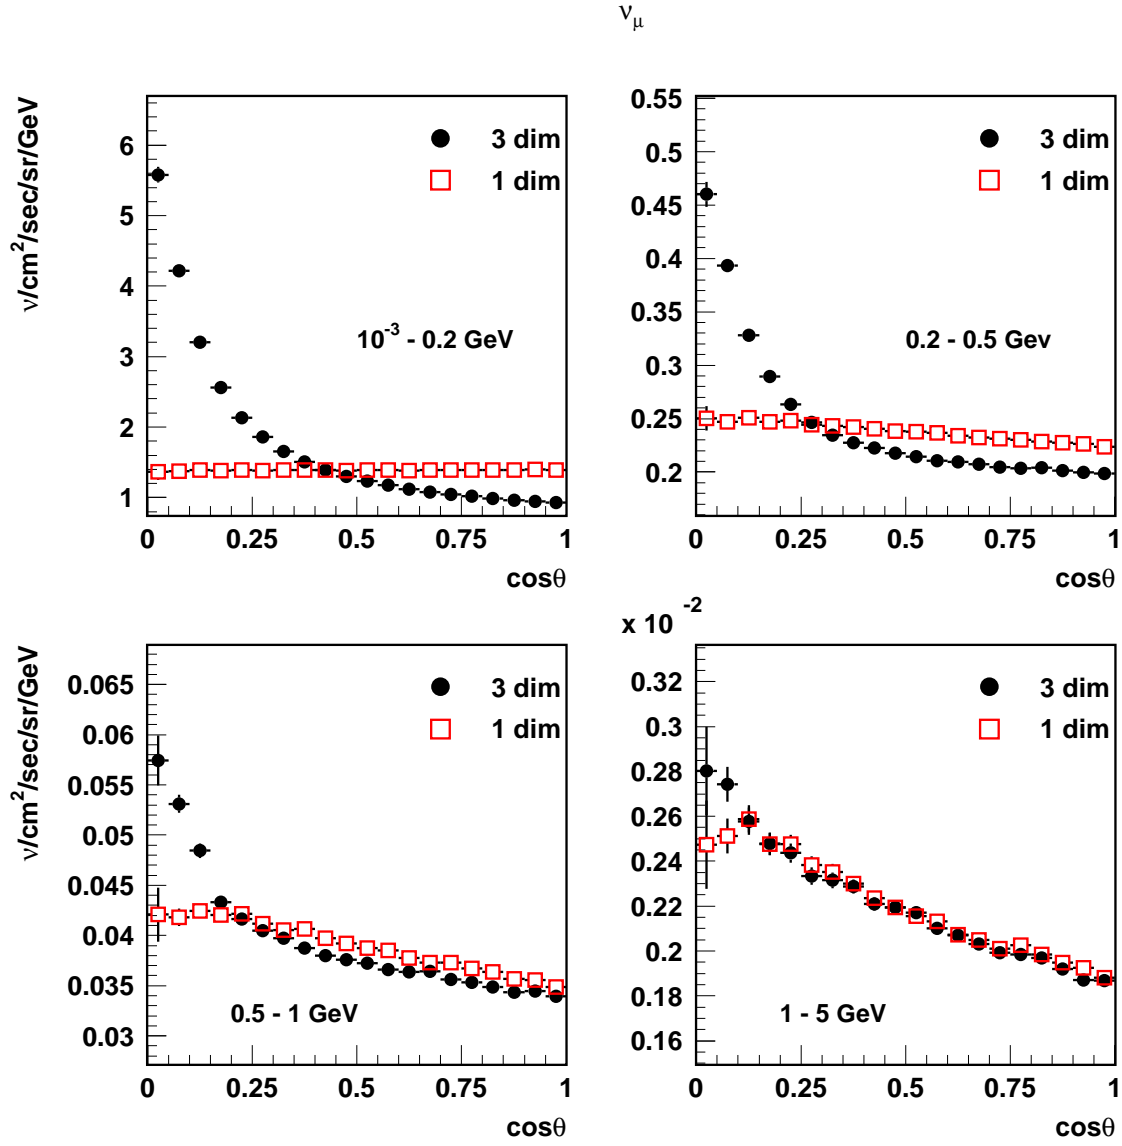 ν_μ
ν/cm²/sec/sr/GeV
6
5
4
3
2
1
3 dim
1 dim
10⁻³ - 0.2 GeV
0 0.25 0.5 0.75 1
cosθ
0.55
0.5
0.45
0.4
0.35
0.3
0.25
0.2
3 dim
1 dim
0.2 - 0.5 Gev
0 0.25 0.5 0.75 1
cosθ
ν/cm²/sec/sr/GeV
0.065
0.06
0.055
0.05
0.045
0.04
0.035
0.03
3 dim
1 dim
0.5 - 1 GeV
0 0.25 0.5 0.75 1
cosθ
x 10⁻²
0.32
0.3
0.28
0.26
0.24
0.22
0.2
0.18
0.16
3 dim
1 dim
1 - 5 GeV
0 0.25 0.5 0.75 1
cosθ